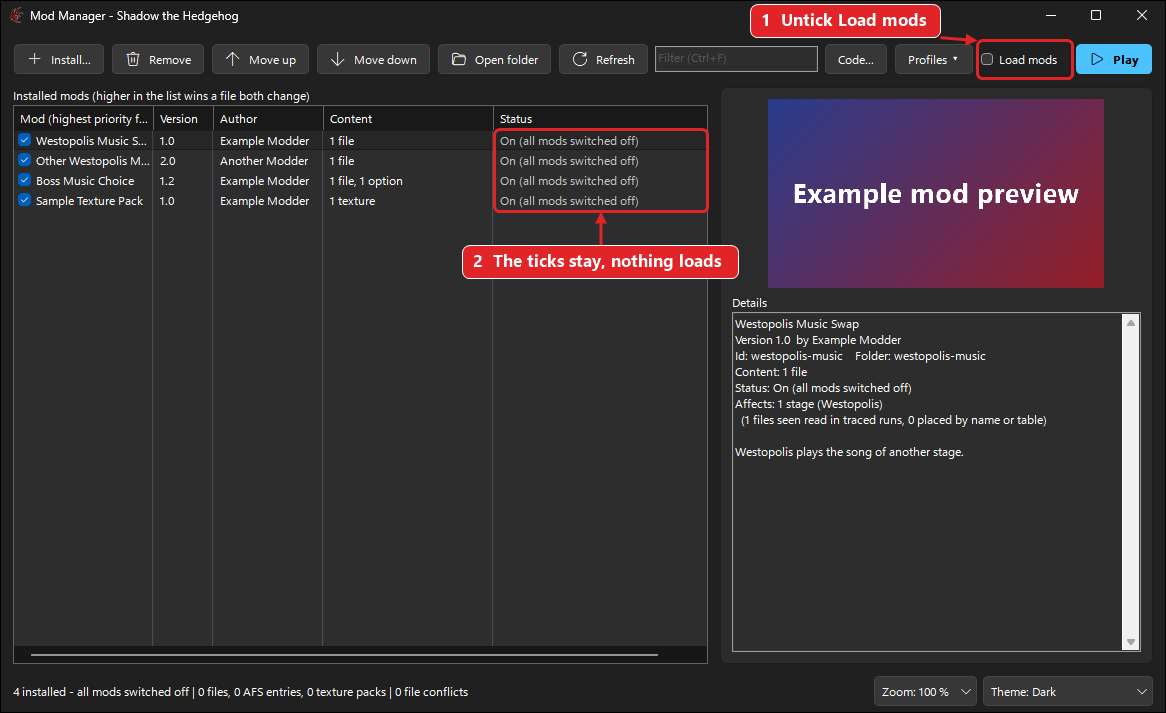 Mod Manager - Shadow the Hedgehog
1 Untick Load mods
Install...
Remove
Move up
Move down
Open folder
Refresh
Filter (Ctrl+F)
Code...
Profiles
Load mods
Play
Installed mods (higher in the list wins a file both change)
Mod (highest priority f... Version Author Content Status
Westopolis Music S... 1.0 Example Modder 1 file On (all mods switched off)
Other Westopolis M... 2.0 Another Modder 1 file On (all mods switched off)
Boss Music Choice 1.2 Example Modder 1 file, 1 option On (all mods switched off)
Sample Texture Pack 1.0 Example Modder 1 texture On (all mods switched off)
2 The ticks stay, nothing loads
Example mod preview
Details
Westopolis Music Swap
Version 1.0 by Example Modder
Id: westopolis-music Folder: westopolis-music
Content: 1 file
Status: On (all mods switched off)
Affects: 1 stage (Westopolis)
(1 files seen read in traced runs, 0 placed by name or table)
Westopolis plays the song of another stage.
4 installed - all mods switched off | 0 files, 0 AFS entries, 0 texture packs | 0 file conflicts
Zoom: 100 %
Theme: Dark